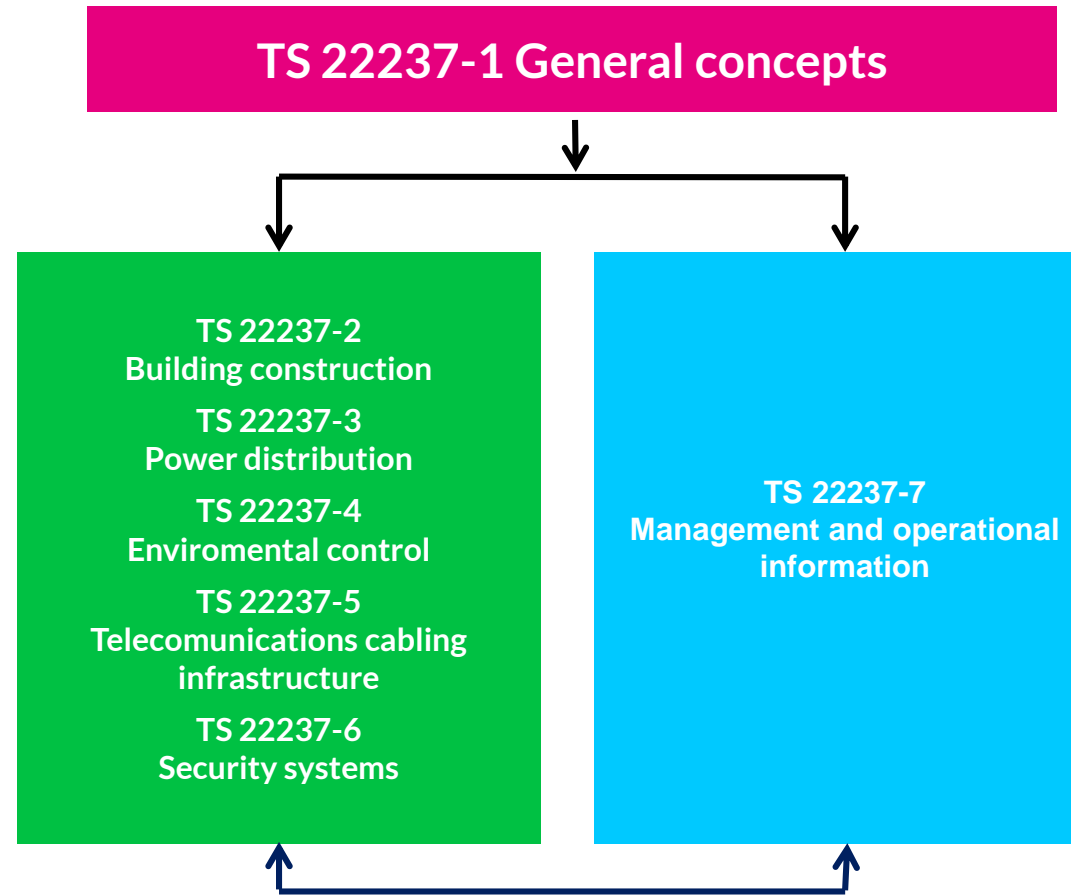 TS 22237-1 General concepts
TS 22237-2
Building construction
TS 22237-3
Power distribution
TS 22237-4
Enviromental control
TS 22237-5
Telecomunications cabling
infrastructure
TS 22237-6
Security systems
TS 22237-7
Management and operational
information